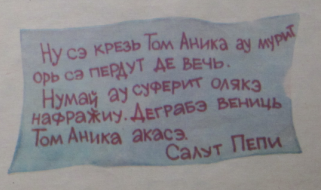 Ну сэ крезь Том Аника ау мурит
орь сэ пердут де вечь.
Нумай ау суферит олякэ
нафражиу. Деграбэ вениць
Том Аника акасэ.
Салут Пепи